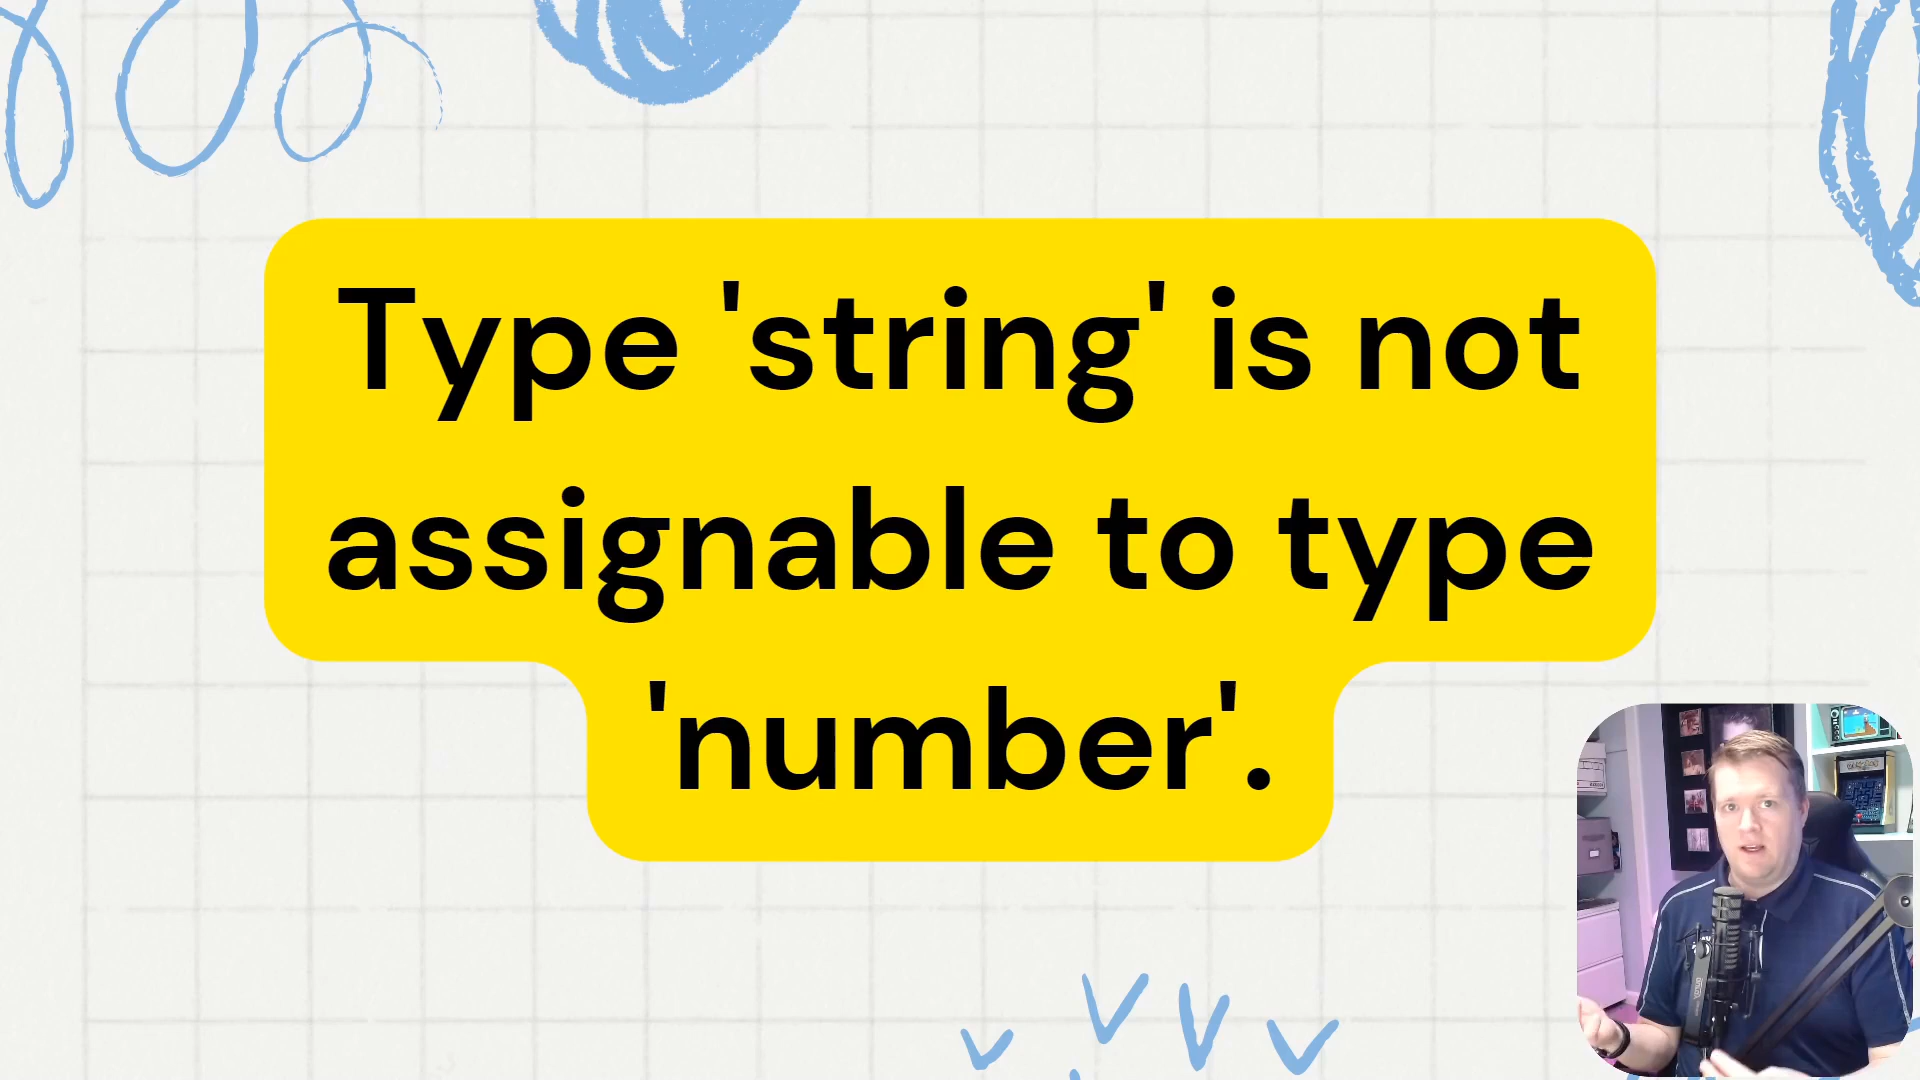 Type 'string' is not
assignable to type
'number'.